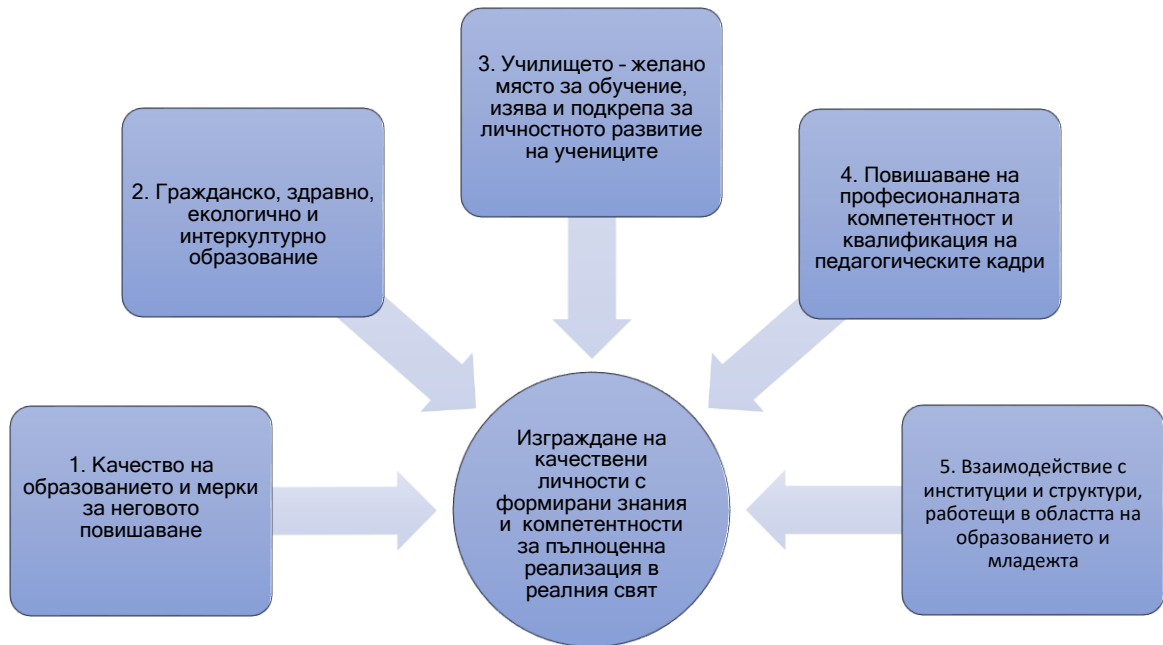 3. Училището - желано
място за обучение,
изява и подкрепа за
личностното развитие
на учениците
2. Гражданско, здравно,
екологично и
интеркултурно
образование
4. Повишаване на
професионалната
компетентност и
квалификация на
педагогическите кадри
1. Качество на
образованието и мерки
за неговото
повишаване
Изграждане на
качествени
личности с
формирани знания
и компетентности
за пълноценна
реализация в
реалния свят
5. Взаимодействие с
институции и структури,
работещи в областта на
образованието и
младежта